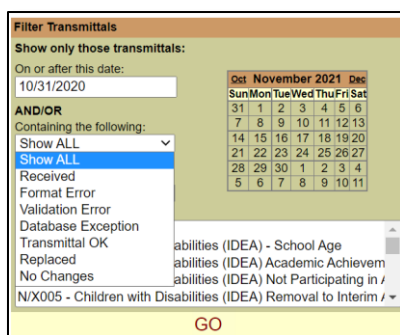 Filter Transmittals
Show only those transmittals:
On or after this date:
10/31/2020
Oct November 2021 Dec
Sun Mon Tue Wed Thu Fri Sat
31 1 2 3 4 5 6
7 8 9 10 11 12 13
14 15 16 17 18 19 20
21 22 23 24 25 26 27
28 29 30 1 2 3 4
5 6 7 8 9 10 11
AND/OR
Containing the following:
Show ALL
Show ALL
Received
Format Error
Validation Error
Database Exception
Transmittal OK
Replaced
No Changes
abilities (IDEA) - School Age
abilities (IDEA) Academic Achievem
abilities (IDEA) Not Participating in
N/X005 - Children with Disabilities (IDEA) Removal to Interim
GO